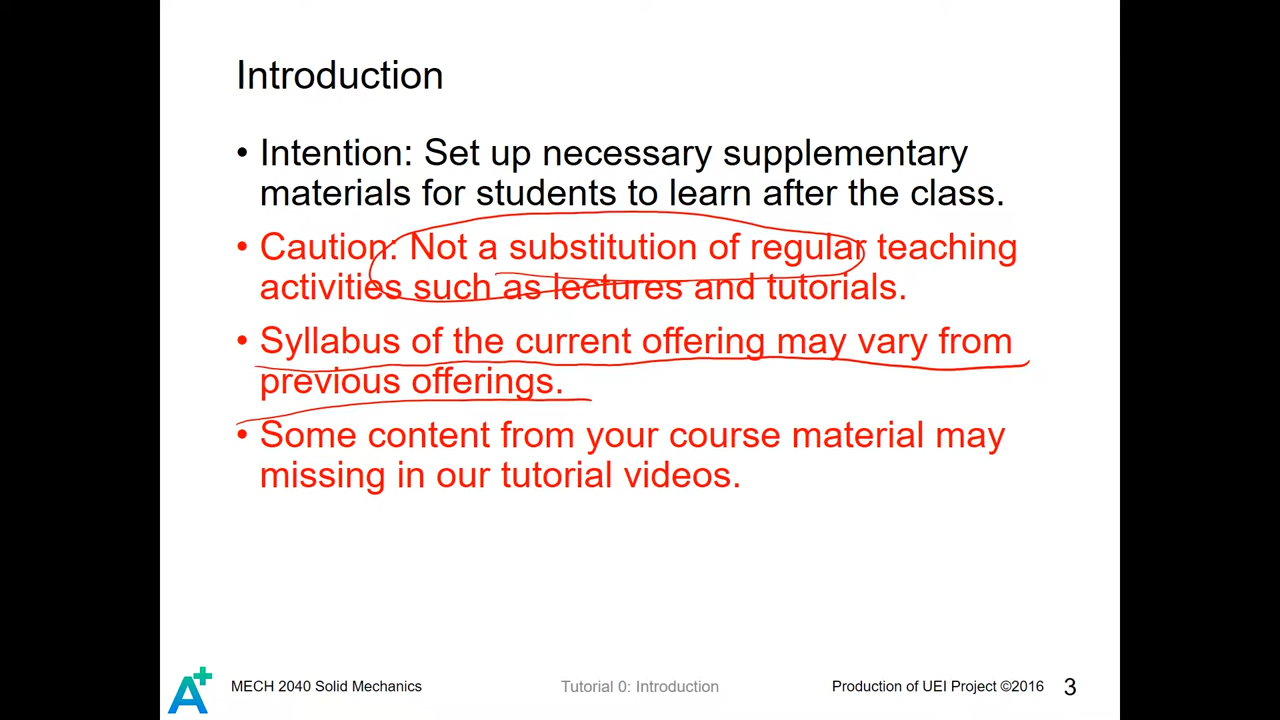 Introduction
• Intention: Set up necessary supplementary
materials for students to learn after the class.
• Caution: Not a substitution of regular teaching
activities such as lectures and tutorials.
• Syllabus of the current offering may vary from
previous offerings.
• Some content from your course material may
missing in our tutorial videos.
A+
MECH 2040 Solid Mechanics
Tutorial 0: Introduction
Production of UEI Project ©2016
3